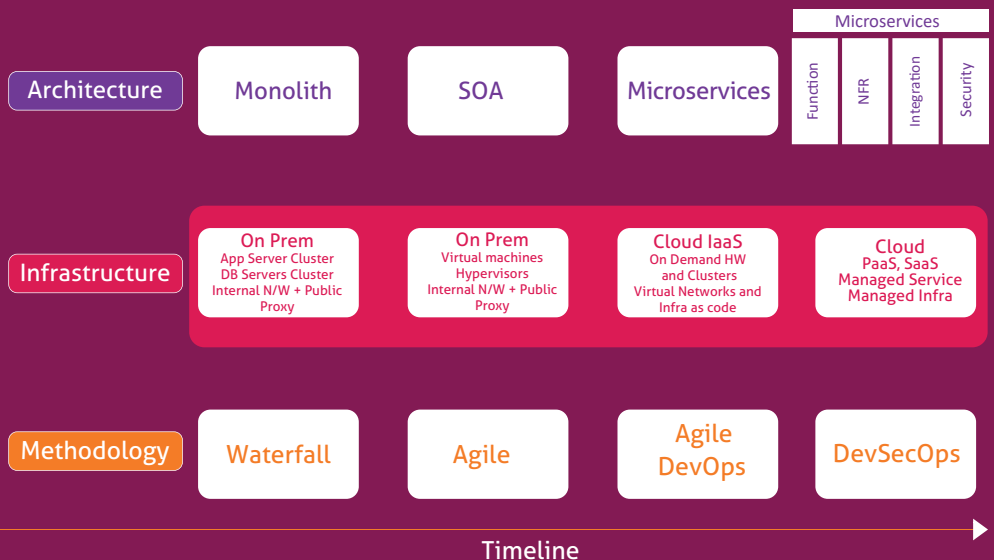 Microservices
Architecture
Monolith
SOA
Microservices
Function
NFR
Integration
Security
Infrastructure
On Prem
App Server Cluster
DB Servers Cluster
Internal N/W + Public
Proxy
On Prem
Virtual machines
Hypervisors
Internal N/W + Public
Proxy
Cloud IaaS
On Demand HW
and Clusters
Virtual Networks and
Infra as code
Cloud
PaaS, SaaS
Managed Service
Managed Infra
Methodology
Waterfall
Agile
Agile
DevOps
DevSecOps
Timeline